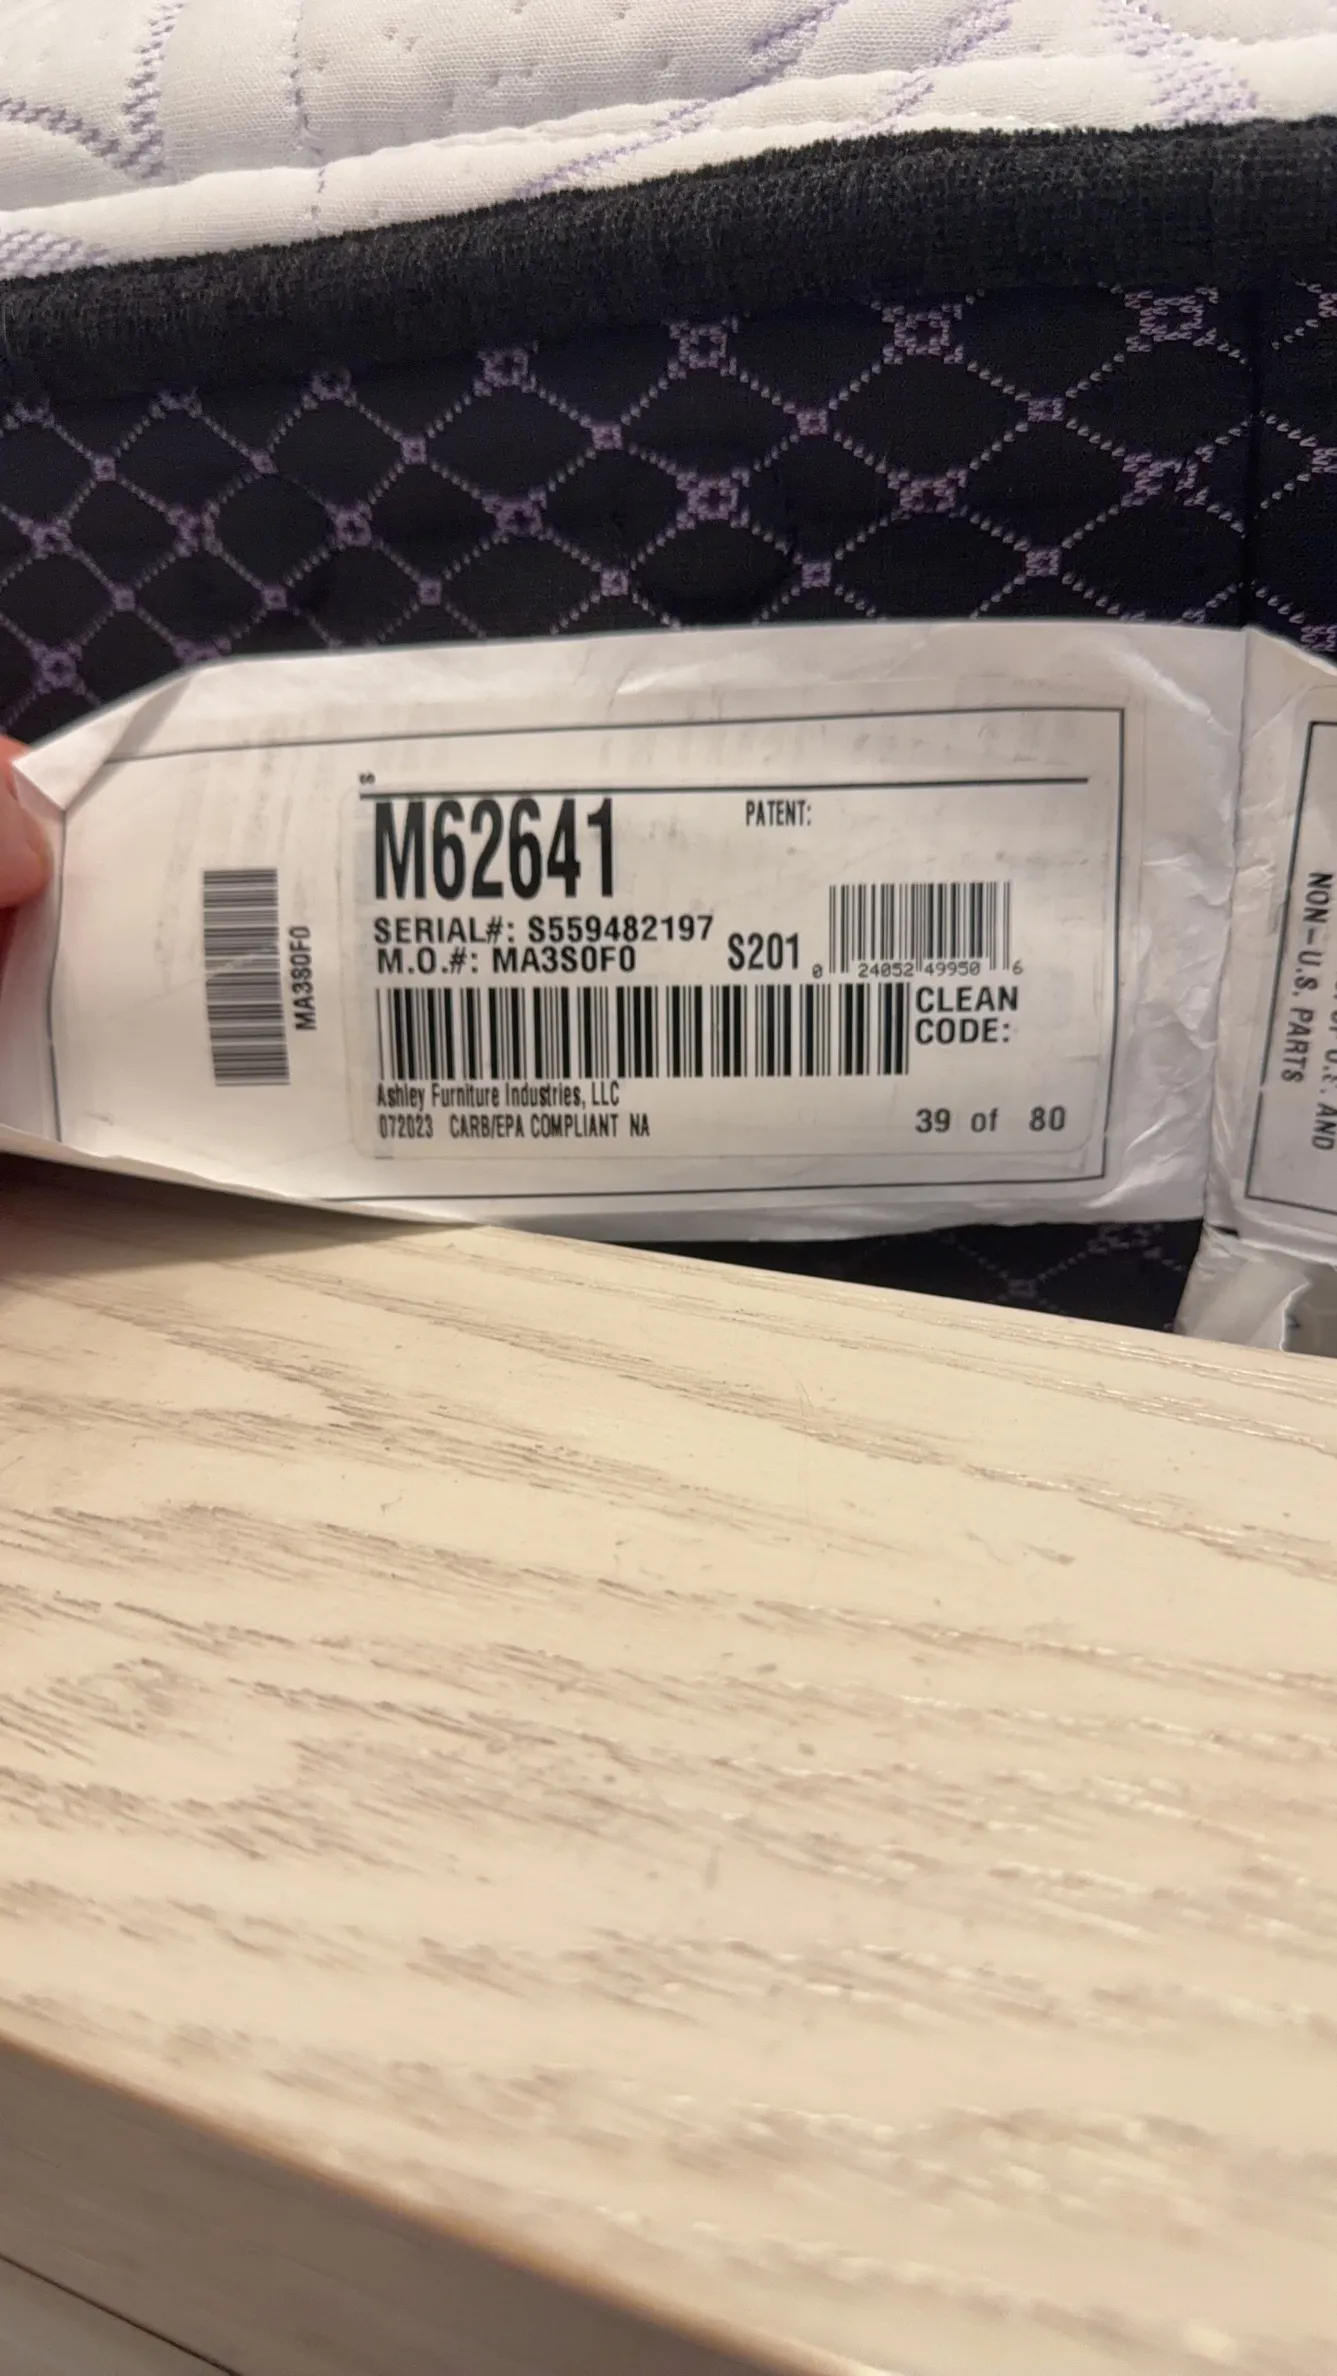 M62641
PATENT:
SERIAL#: S559482197
M.O.#: MA3S0F0
S201
0 24052 49950 6
CLEAN
CODE:
Ashley Furniture Industries, LLC
072023 CARB/EPA COMPLIANT NA
39 of 80
MA3S0F0
AND
NON-U.S. PARTS